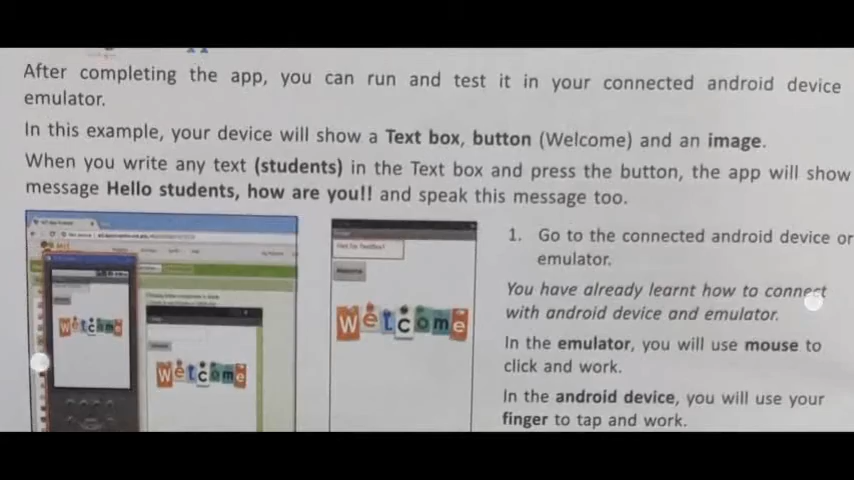 After completing the app, you can run and test it in your connected android device
emulator.
In this example, your device will show a Text box, button (Welcome) and an image.
When you write any text (students) in the Text box and press the button, the app will show
message Hello students, how are you!! and speak this message too.
1. Go to the connected android device or
emulator.
You have already learnt how to connect
with android device and emulator.
In the emulator, you will use mouse to
click and work.
In the android device, you will use your
finger to tap and work.
Welcome
Welcome
Welcome